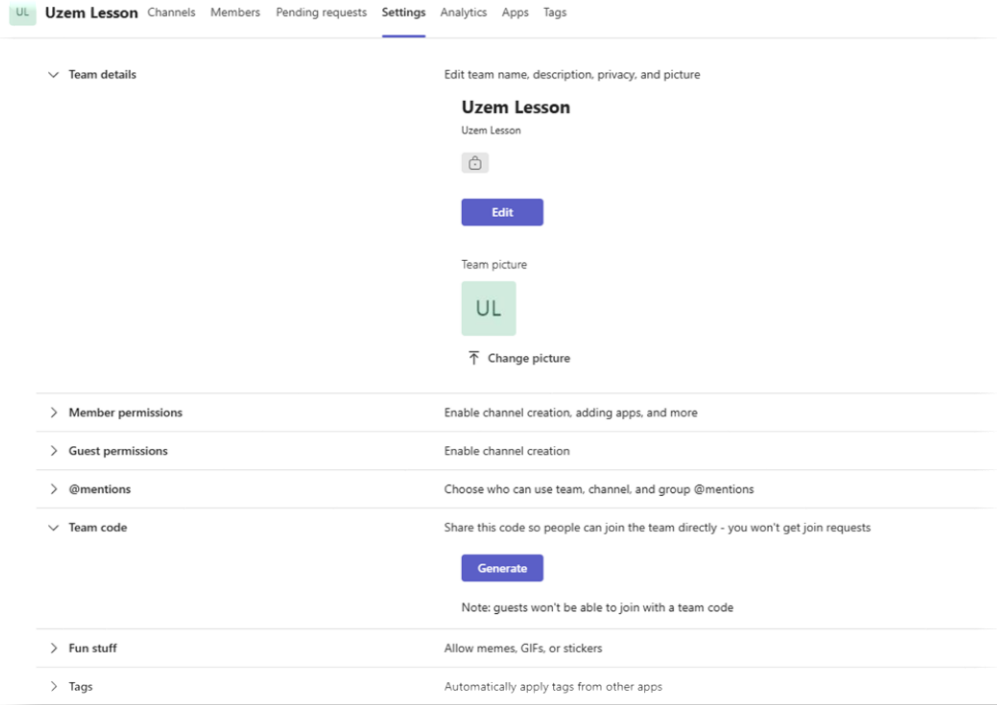 UL Uzem Lesson Channels Members Pending requests Settings Analytics Apps Tags
Team details Edit team name, description, privacy, and picture
Uzem Lesson
Uzem Lesson
Edit
Team picture
UL
Change picture
Member permissions Enable channel creation, adding apps, and more
Guest permissions Enable channel creation
@mentions Choose who can use team, channel, and group @mentions
Team code Share this code so people can join the team directly - you won't get join requests
Generate
Note: guests won't be able to join with a team code
Fun stuff Allow memes, GIFs, or stickers
Tags Automatically apply tags from other apps